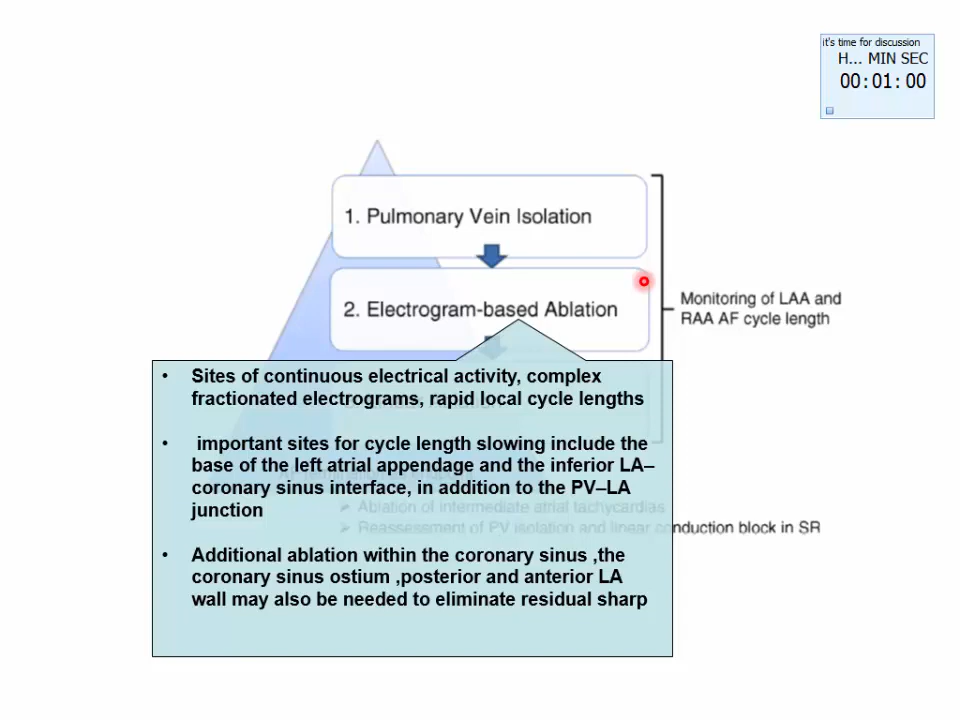 it's time for discussion
H... MIN SEC
00:01:00
1. Pulmonary Vein Isolation
2. Electrogram-based Ablation
Monitoring of LAA and
RAA AF cycle length
• Sites of continuous electrical activity, complex
fractionated electrograms, rapid local cycle lengths
• important sites for cycle length slowing include the
base of the left atrial appendage and the inferior LA–
coronary sinus interface, in addition to the PV–LA
junction
• Additional ablation within the coronary sinus ,the
coronary sinus ostium ,posterior and anterior LA
wall may also be needed to eliminate residual sharp
➢ Ablation of intermediate atrial tachycardias
➢ Reassessment of PV isolation and linear conduction block in SR